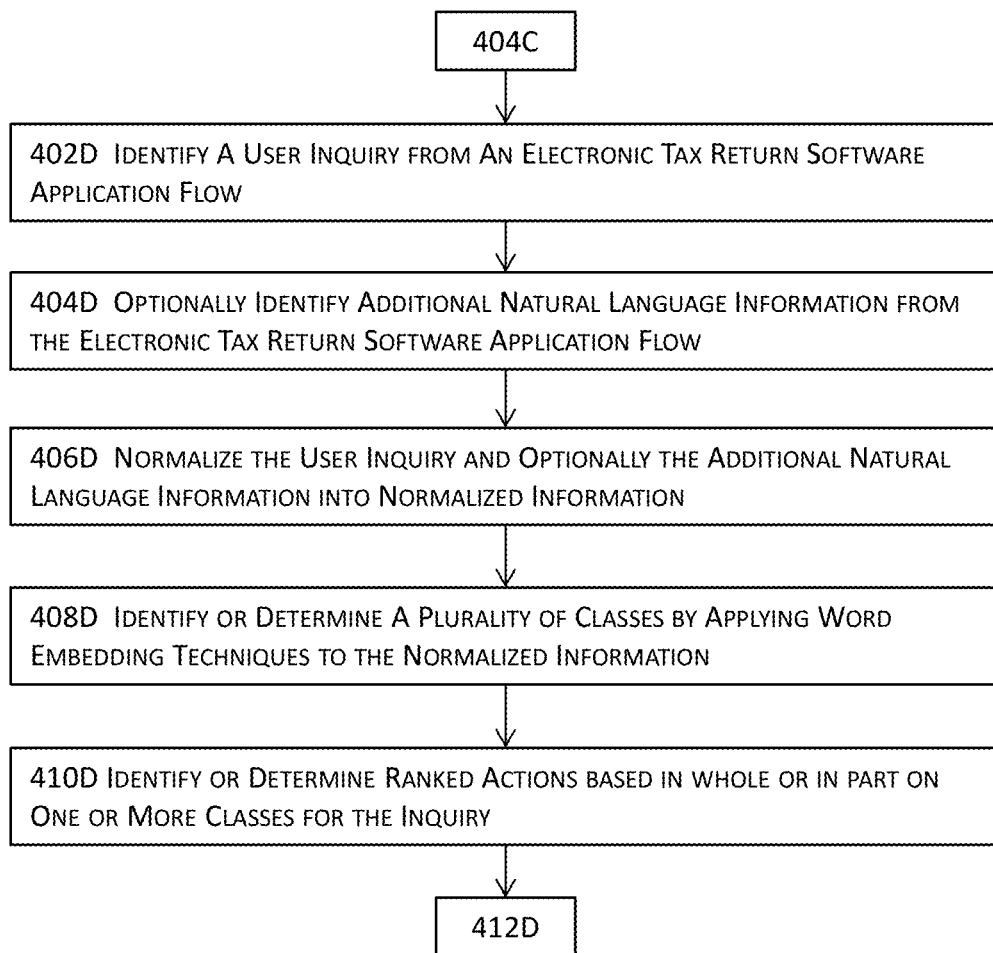 404C
402D IDENTIFY A USER INQUIRY FROM AN ELECTRONIC TAX RETURN SOFTWARE
APPLICATION FLOW
404D OPTIONALLY IDENTIFY ADDITIONAL NATURAL LANGUAGE INFORMATION FROM
THE ELECTRONIC TAX RETURN SOFTWARE APPLICATION FLOW
406D NORMALIZE THE USER INQUIRY AND OPTIONALLY THE ADDITIONAL NATURAL
LANGUAGE INFORMATION INTO NORMALIZED INFORMATION
408D IDENTIFY OR DETERMINE A PLURALITY OF CLASSES BY APPLYING WORD
EMBEDDING TECHNIQUES TO THE NORMALIZED INFORMATION
410D IDENTIFY OR DETERMINE RANKED ACTIONS BASED IN WHOLE OR IN PART ON
ONE OR MORE CLASSES FOR THE INQUIRY
412D